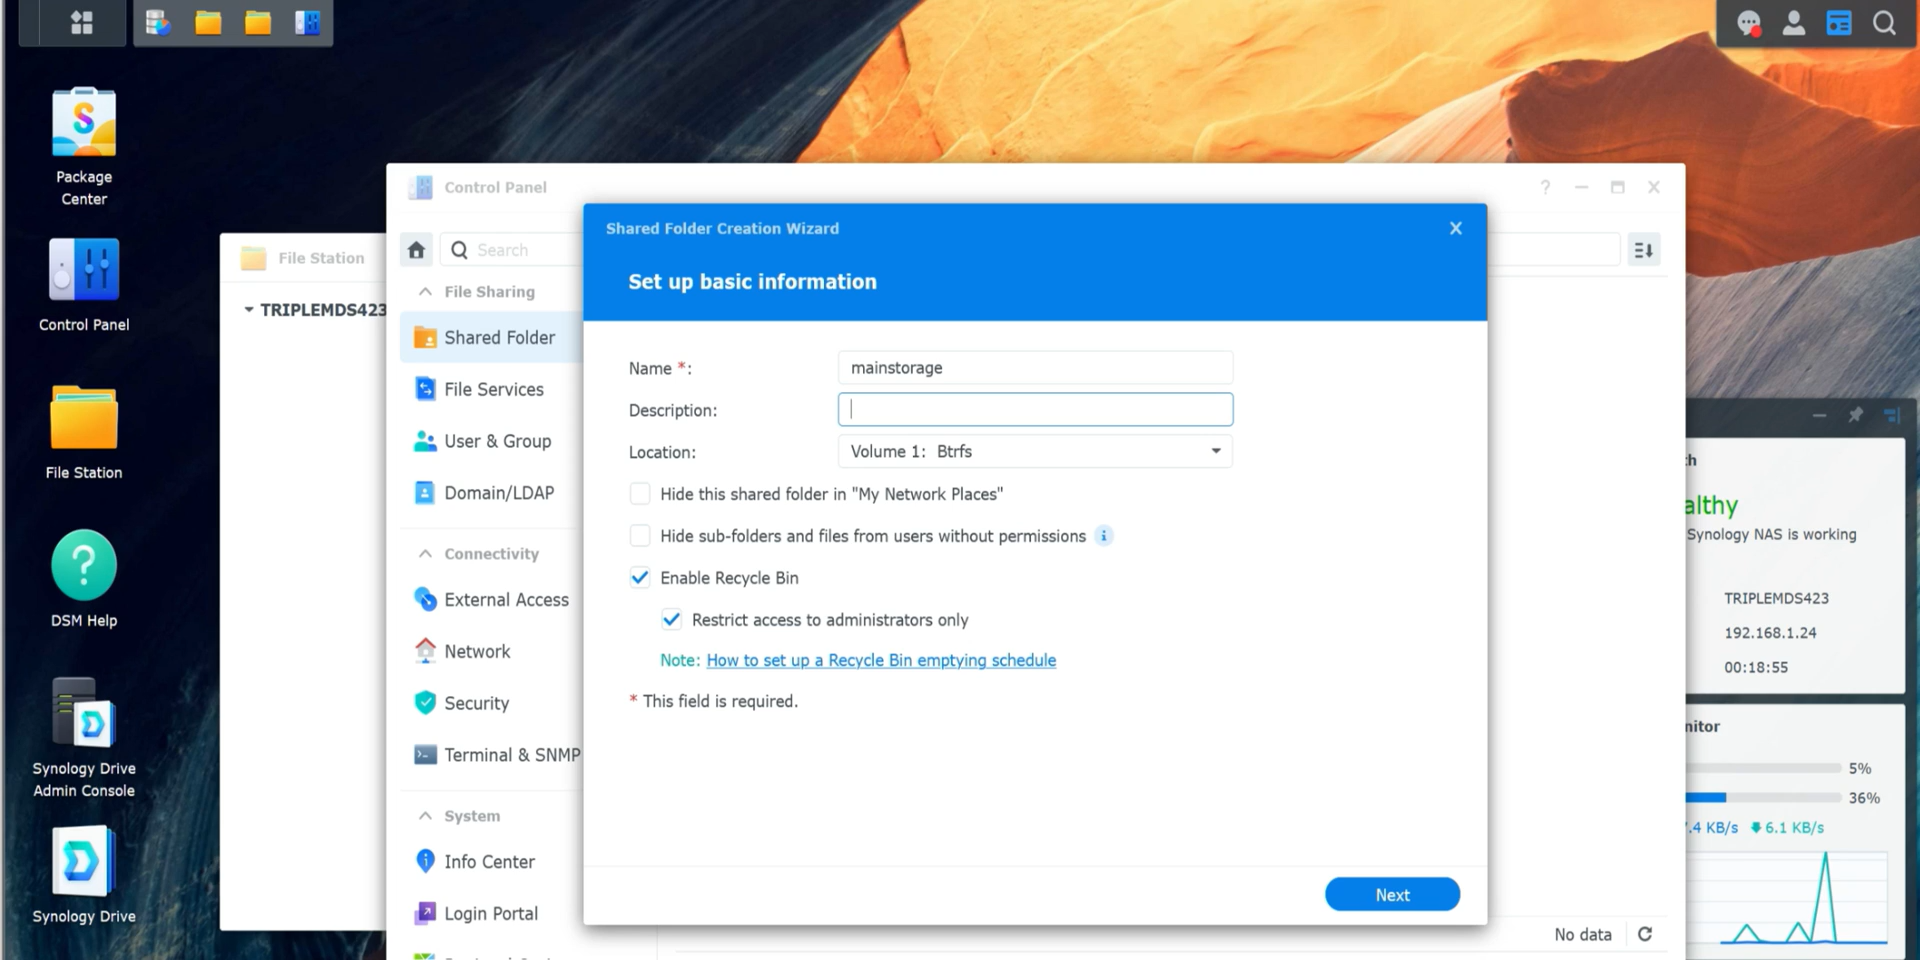 Package
Center
Control Panel
File Station
DSM Help
Synology Drive
Admin Console
Synology Drive
File Station
TRIPLEMDS423
Control Panel
Search
File Sharing
Shared Folder
File Services
User & Group
Domain/LDAP
Connectivity
External Access
Network
Security
Terminal & SNMP
System
Info Center
Login Portal
Shared Folder Creation Wizard
Set up basic information
Name *:
mainstorage
Description:
Location:
Volume 1: Btrfs
Hide this shared folder in "My Network Places"
Hide sub-folders and files from users without permissions
Enable Recycle Bin
Restrict access to administrators only
Note: How to set up a Recycle Bin emptying schedule
* This field is required.
Next
No data
th
althy
Synology NAS is working
TRIPLEMDS423
192.168.1.24
00:18:55
nitor
5%
36%
.4 KB/s 6.1 KB/s